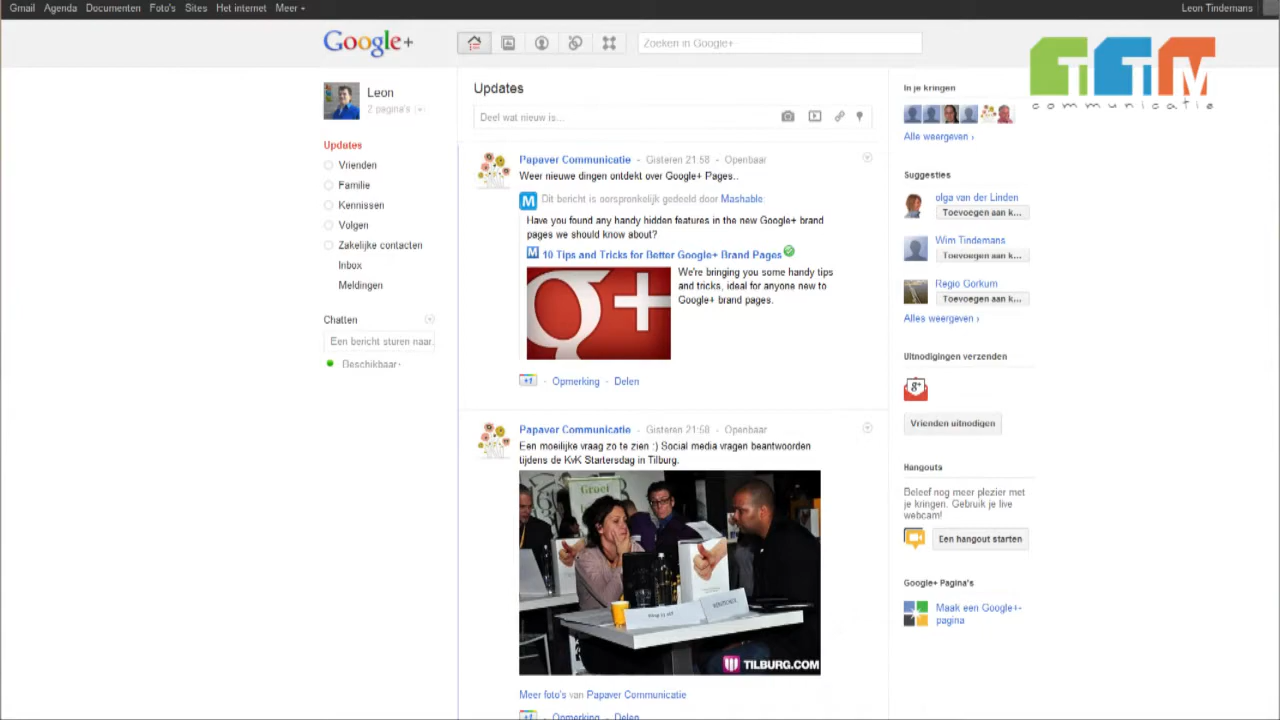 Gmail Agenda Documenten Foto's Sites Het internet Meer
Leon Tindemans
Google+
Zoeken in Google+
TTM
communicatie
Leon
2 pagina's
Updates
Vrienden
Familie
Kennissen
Volgen
Zakelijke contacten
Inbox
Meldingen
Chatten
Een bericht sturen naar.
Beschikbaar
Updates
Deel wat nieuw is...
Papaver Communicatie - Gisteren 21:58 - Openbaar
Weer nieuwe dingen ontdekt over Google+ Pages..
M Dit bericht is oorspronkelijk gedeeld door Mashable:
Have you found any handy hidden features in the new Google+ brand
pages we should know about?
M 10 Tips and Tricks for Better Google+ Brand Pages
We're bringing you some handy tips
and tricks, ideal for anyone new to
Google+ brand pages.
g+
+1 - Opmerking - Delen
Papaver Communicatie - Gisteren 21:58 - Openbaar
Een moeilijke vraag zo te zien :) Social media vragen beantwoorden
tijdens de KvK Startersdag in Tilburg.
Groei
TILBURG.COM
Meer foto's van Papaver Communicatie
+1 - Opmerking - Delen
In je kringen
Alle weergeven ›
Suggesties
olga van der Linden
Toevoegen aan k...
Wim Tindemans
Toevoegen aan k...
Regio Gorkum
Toevoegen aan k...
Alles weergeven ›
Uitnodigingen verzenden
g+
Vrienden uitnodigen
Hangouts
Beleef nog meer plezier met
je kringen. Gebruik je live
webcam!
Een hangout starten
Google+ Pagina's
Maak een Google+-
pagina